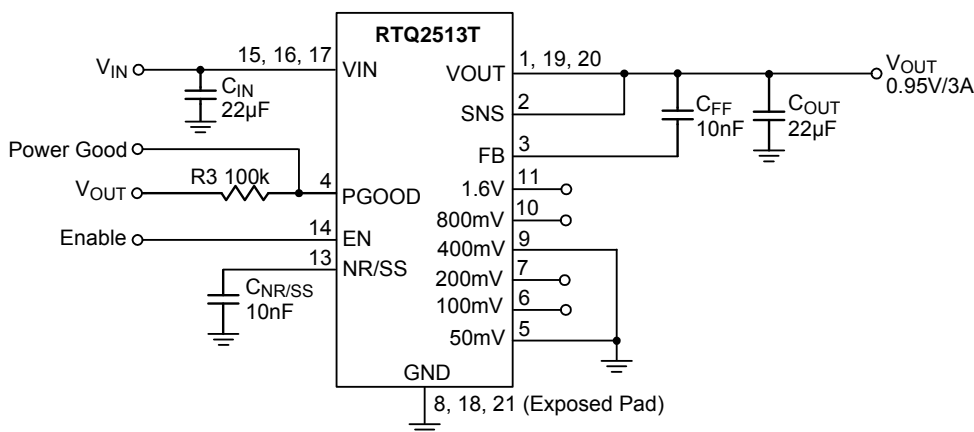 RTQ2513T
VIN
15, 16, 17
VIN
CIN
22µF
Power Good
VOUT
R3 100k
4
PGOOD
Enable
14
EN
13
NR/SS
CNR/SS
10nF
VOUT
1, 19, 20
SNS
2
FB
3
1.6V
11
800mV
10
400mV
9
200mV
7
100mV
6
50mV
5
CFF
10nF
COUT
22µF
VOUT
0.95V/3A
GND
8, 18, 21 (Exposed Pad)